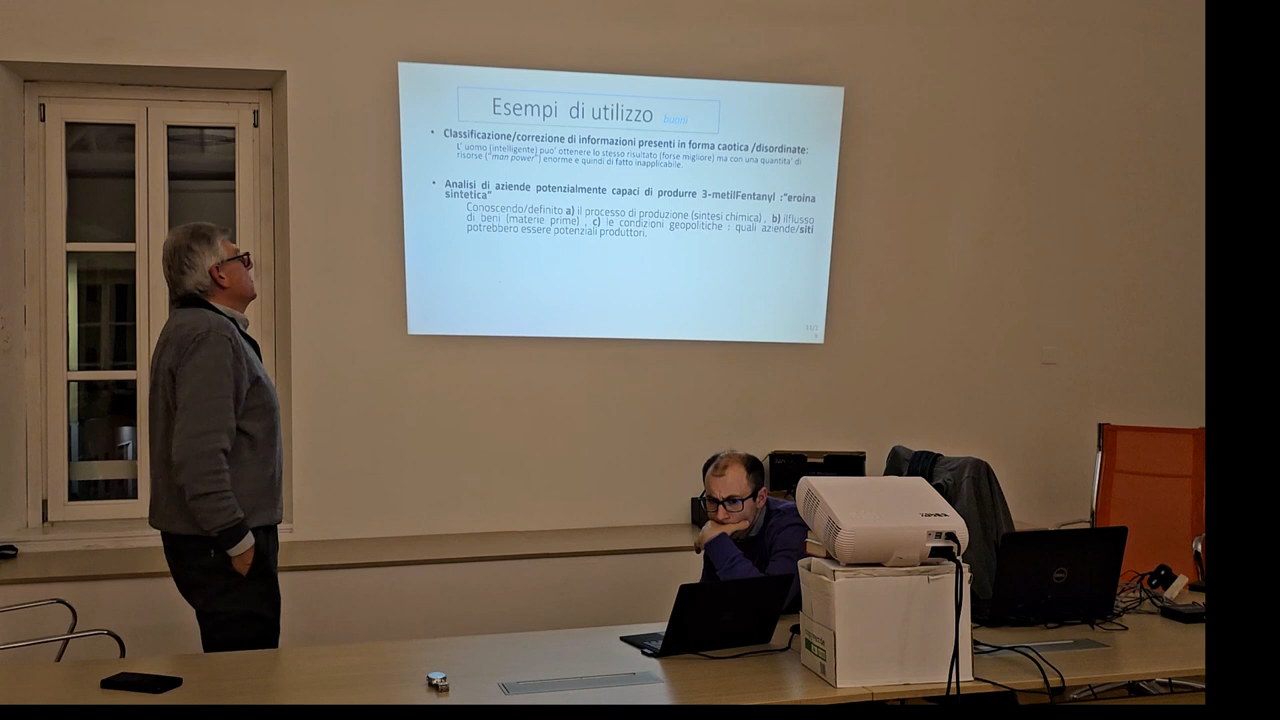 Esempi di utilizzo buoni
• Classificazione/correzione di informazioni presenti in forma caotica /disordinate:
L' uomo (intelligente) puo' ottenere lo stesso risultato (forse migliore) ma con una quantita' di
risorse ("man power") enorme e quindi di fatto inapplicabile.
• Analisi di aziende potenzialmente capaci di produrre 3-metilFentanyl :"eroina
sintetica"
Conoscendo/definito a) il processo di produzione (sintesi chimica) , b) ilflusso
di beni (materie prime) , c) le condizioni geopolitiche : quali aziende/siti
potrebbero essere potenziali produttori.
DELL